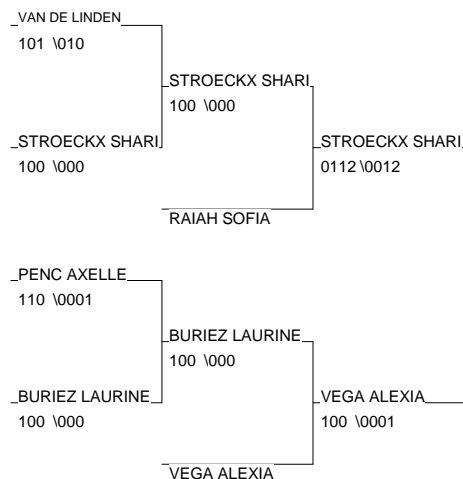 VAN DE LINDEN
101 \010
STROECKX SHARI
100 \000
STROECKX SHARI
100 \000
STROECKX SHARI
0112 \0012
RAIAH SOFIA
PENC AXELLE
110 \0001
BURIEZ LAURINE
100 \000
BURIEZ LAURINE
100 \000
VEGA ALEXIA
100 \0001
VEGA ALEXIA